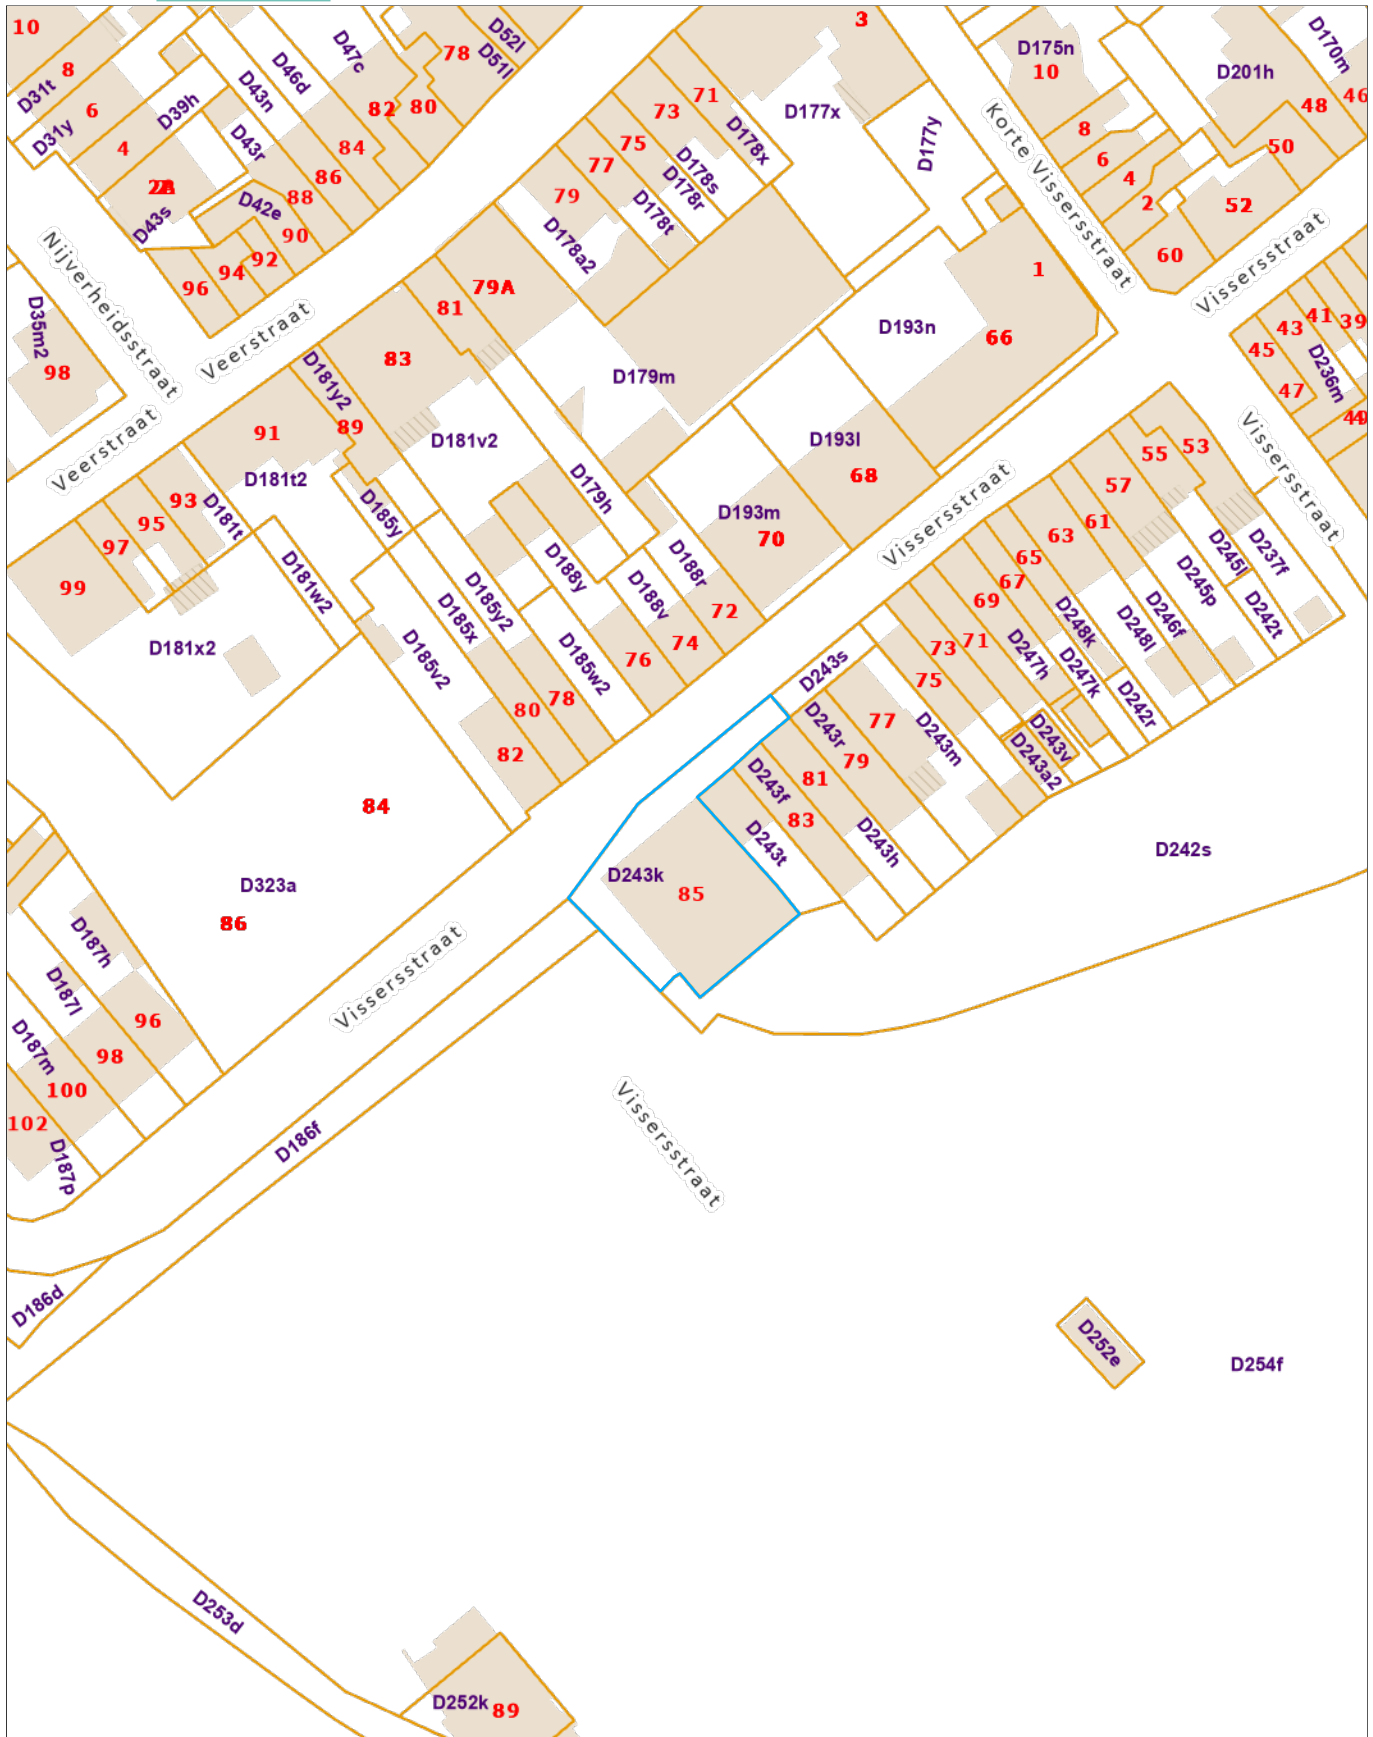 10
3
D52l
D51l
D47c
78
D175n
10
D170m
D201h
8
D31t
D46d
D43n
82
80
71
73
D177x
46
48
6
D39h
D31y
D43r
4
84
75
D178x
D177y
Korte Vissersstraat
8
50
2A
86
77
D178s
D178r
6
4
88
79
D178t
2
52
D43s
D42e
90
D178a2
Nijverheidsstraat
92
94
96
60
Vissersstraat
79A
81
1
D35m2
98
Veerstraat
83
D193n
66
41
43
39
45
D236m
47
D181y2
D179m
Veerstraat
91
89
D181v2
D193l
68
49
53
55
Vissersstraat
D181t2
93
D181t
95
97
D185y
D179h
D193m
70
Vissersstraat
57
61
63
65
67
69
D245l
D237f
99
D181w2
D188y
D188r
D188v
D245p
D181x2
D185x
D185y2
72
74
76
D185w2
D185v2
D248k
D248l
D246f
D242t
71
73
75
D247h
D247k
D242r
80
78
82
D243s
D243r
77
D243m
D243v
D243a2
79
84
D243f
81
83
D243t
D243h
D242s
D323a
D243k
85
86
D187h
D187l
Vissersstraat
96
D187m
98
100
102
D187p
D186f
Vissersstraat
D186d
D252e
D254f
D253d
D252k
89